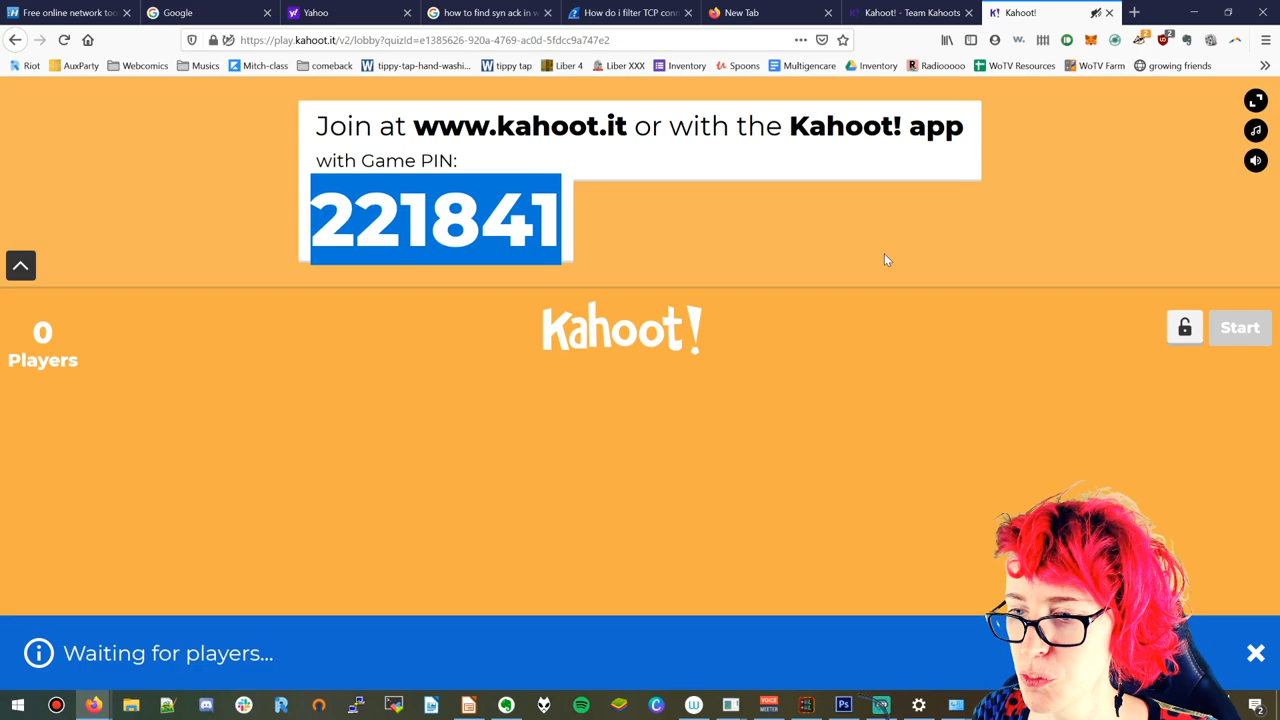 Free online network too
Google
Yahoo
how to find syn ack in w
How do i filter TCP conn
New Tab
Kahoot! - Team Kahoots
K! Kahoot!
https://play.kahoot.it/v2/lobby?quizId=e1385626-920a-4769-ac0d-5fdcc9a747e2
Riot AuxParty Webcomics Musics Mitch-class comeback tippy-tap-hand-washi... tippy tap Liber 4 Liber XXX Inventory Spoons Multigencare Inventory Radiooooo WoTV Resources WoTV Farm growing friends
Join at www.kahoot.it or with the Kahoot! app
with Game PIN:
221841
0
Players
Kahoot!
Start
Waiting for players...